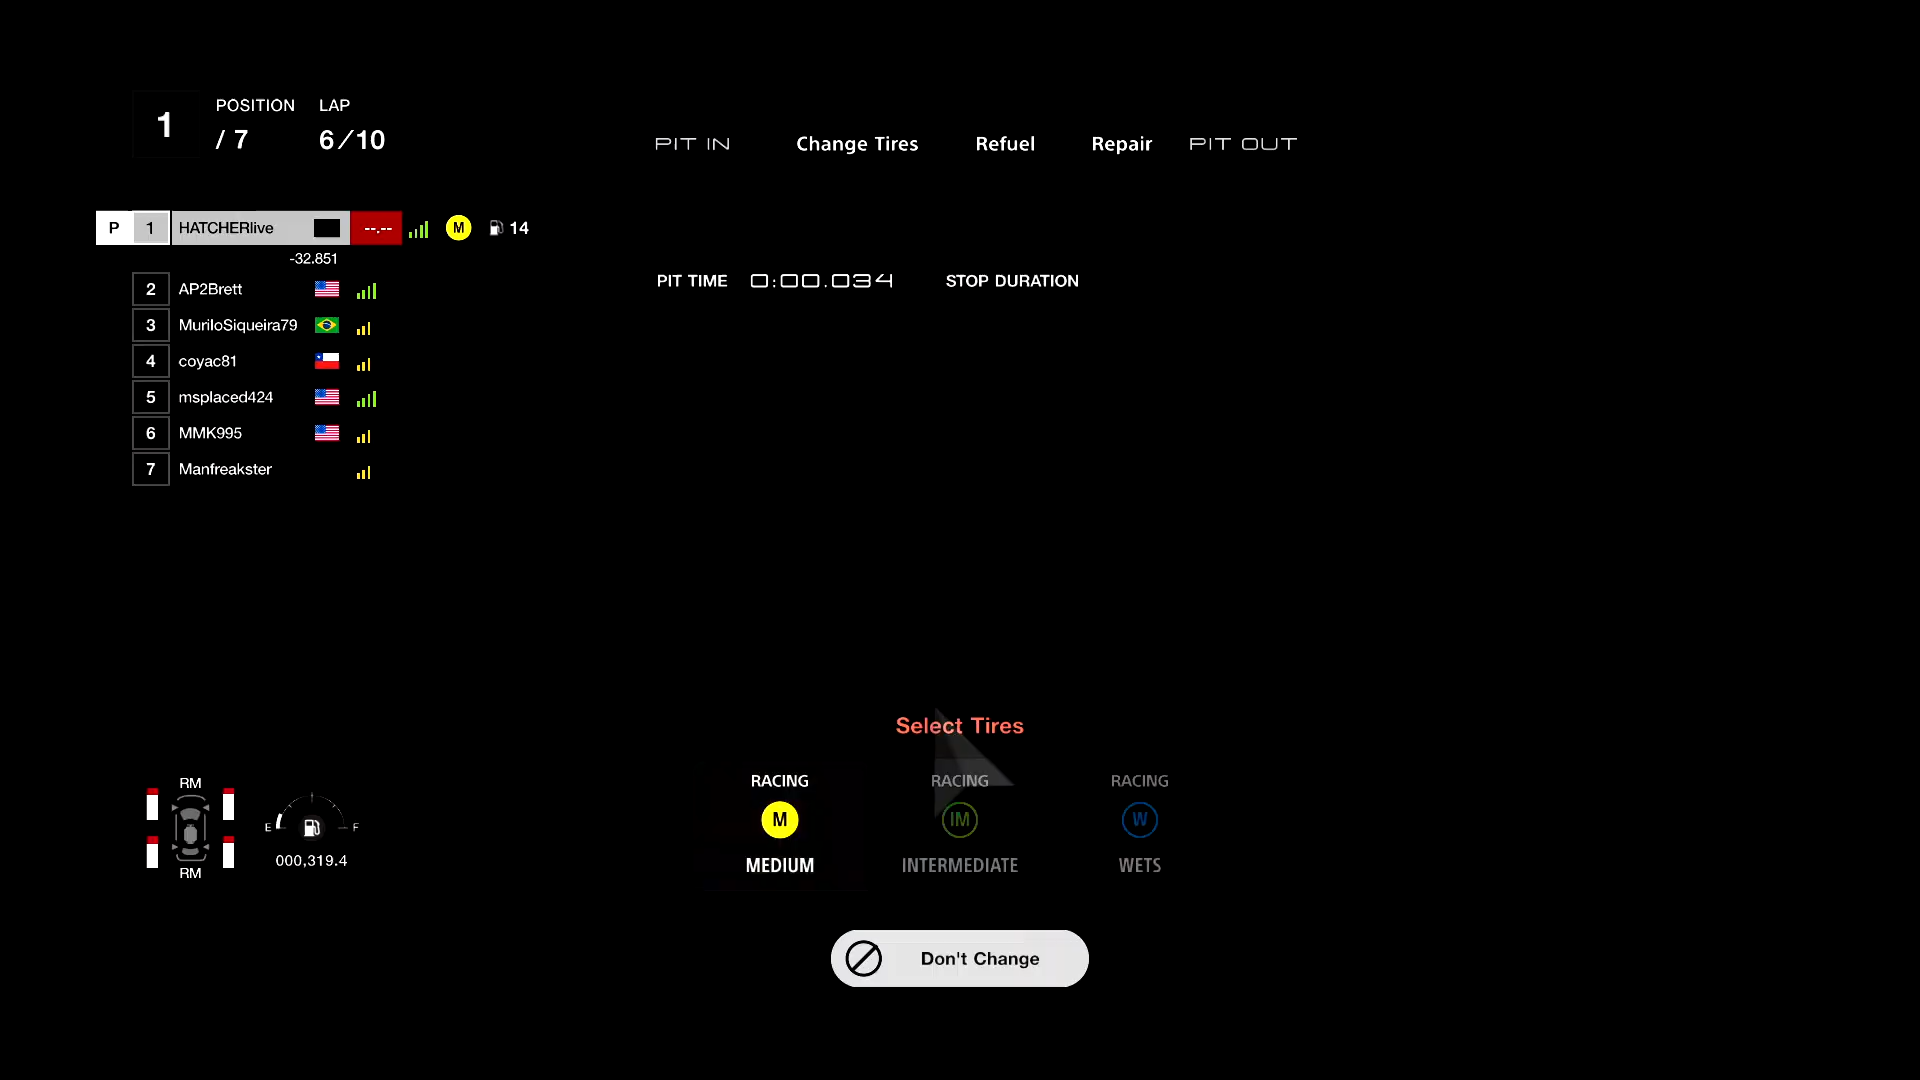 1
POSITION LAP
/ 7 6/10
PIT IN Change Tires Refuel Repair PIT OUT
P 1 HATCHERlive --.-- M 14
-32.851
2 AP2Brett
3 MuriloSiqueira79
4 coyac81
5 msplaced424
6 MMK995
7 Manfreakster
PIT TIME 0:00.034 STOP DURATION
Select Tires
RACING RACING RACING
M IM W
MEDIUM INTERMEDIATE WETS
RM
E F
000,319.4
RM
Don't Change